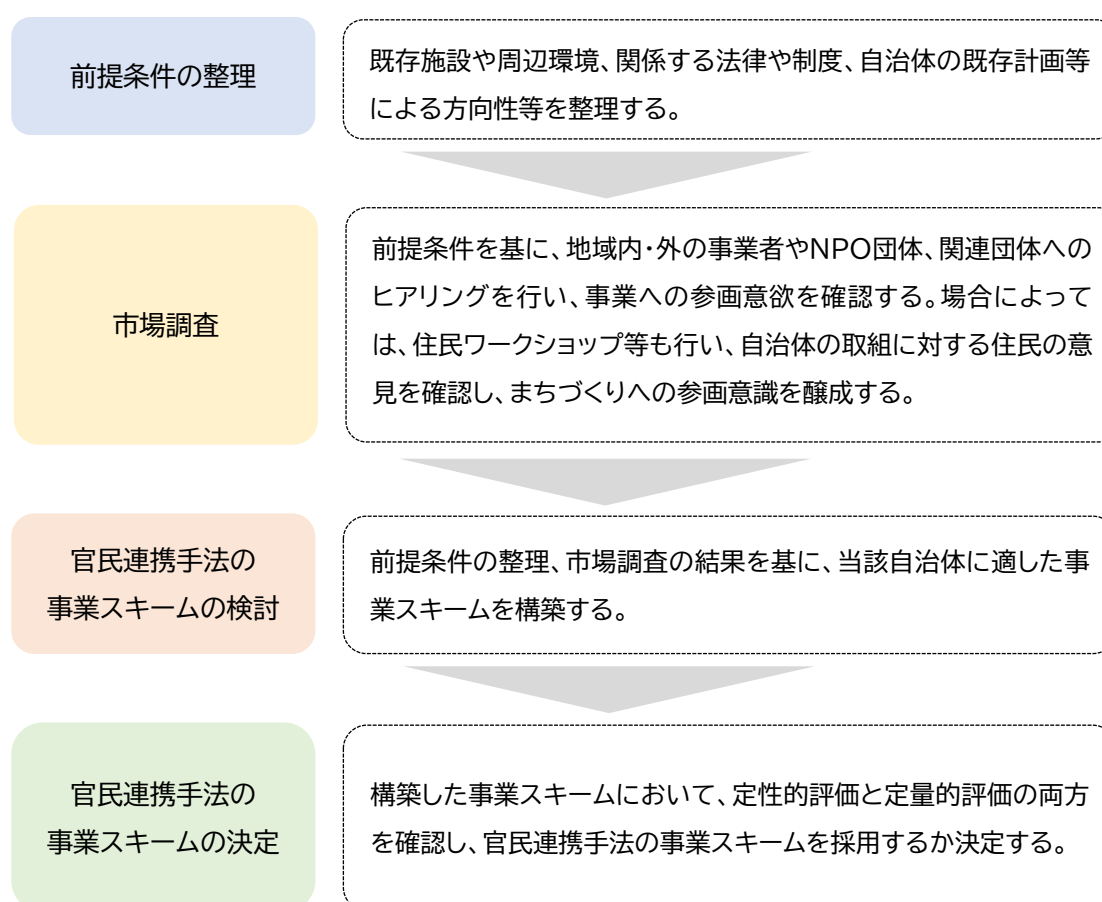 前提条件の整理
既存施設や周辺環境、関係する法律や制度、自治体の既存計画等
による方向性等を整理する。
市場調査
前提条件を基に、地域内・外の事業者やNPO団体、関連団体への
ヒアリングを行い、事業への参画意欲を確認する。場合によって
は、住民ワークショップ等も行い、自治体の取組に対する住民の意
見を確認し、まちづくりへの参画意識を醸成する。
官民連携手法の
事業スキームの検討
前提条件の整理、市場調査の結果を基に、当該自治体に適した事
業スキームを構築する。
官民連携手法の
事業スキームの決定
構築した事業スキームにおいて、定性的評価と定量的評価の両方
を確認し、官民連携手法の事業スキームを採用するか決定する。